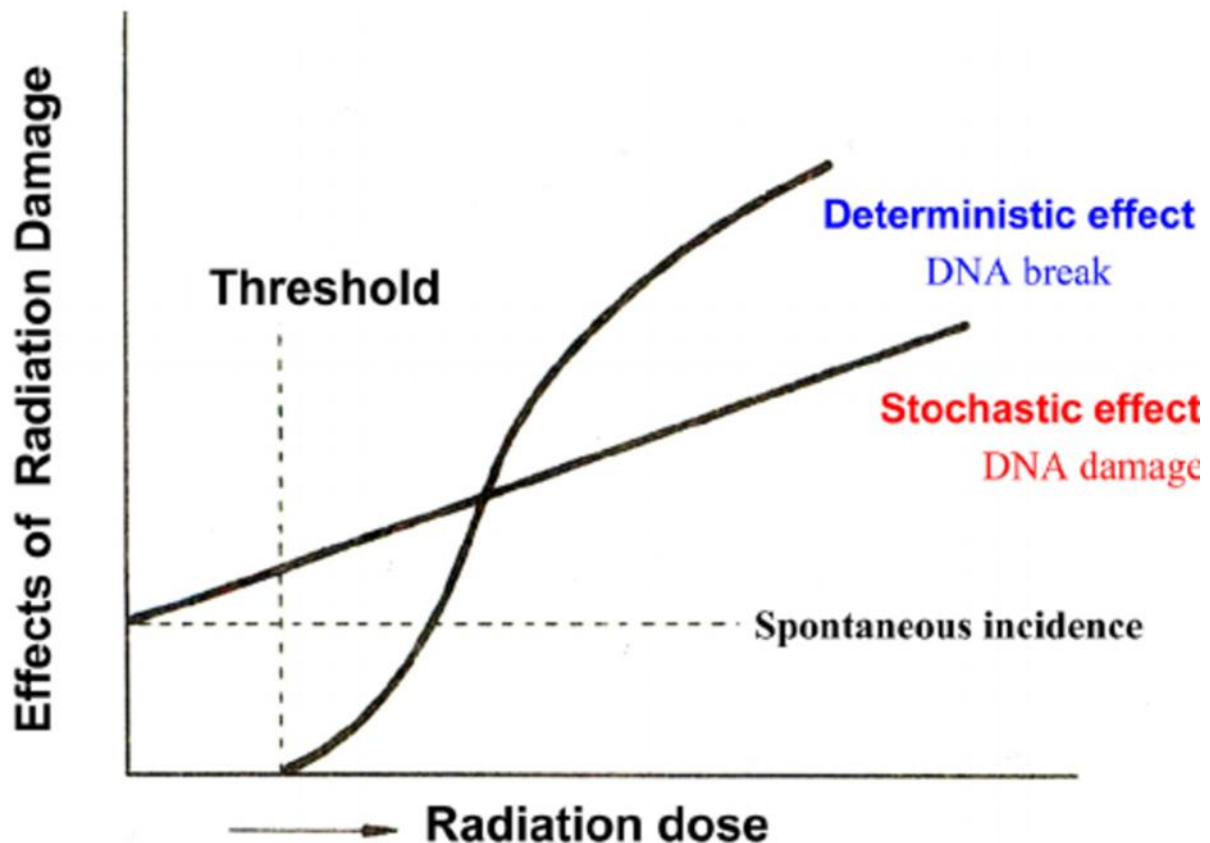 Effects of Radiation Damage
Threshold
Deterministic effect
DNA break
Stochastic effect
DNA damage
Spontaneous incidence
Radiation dose